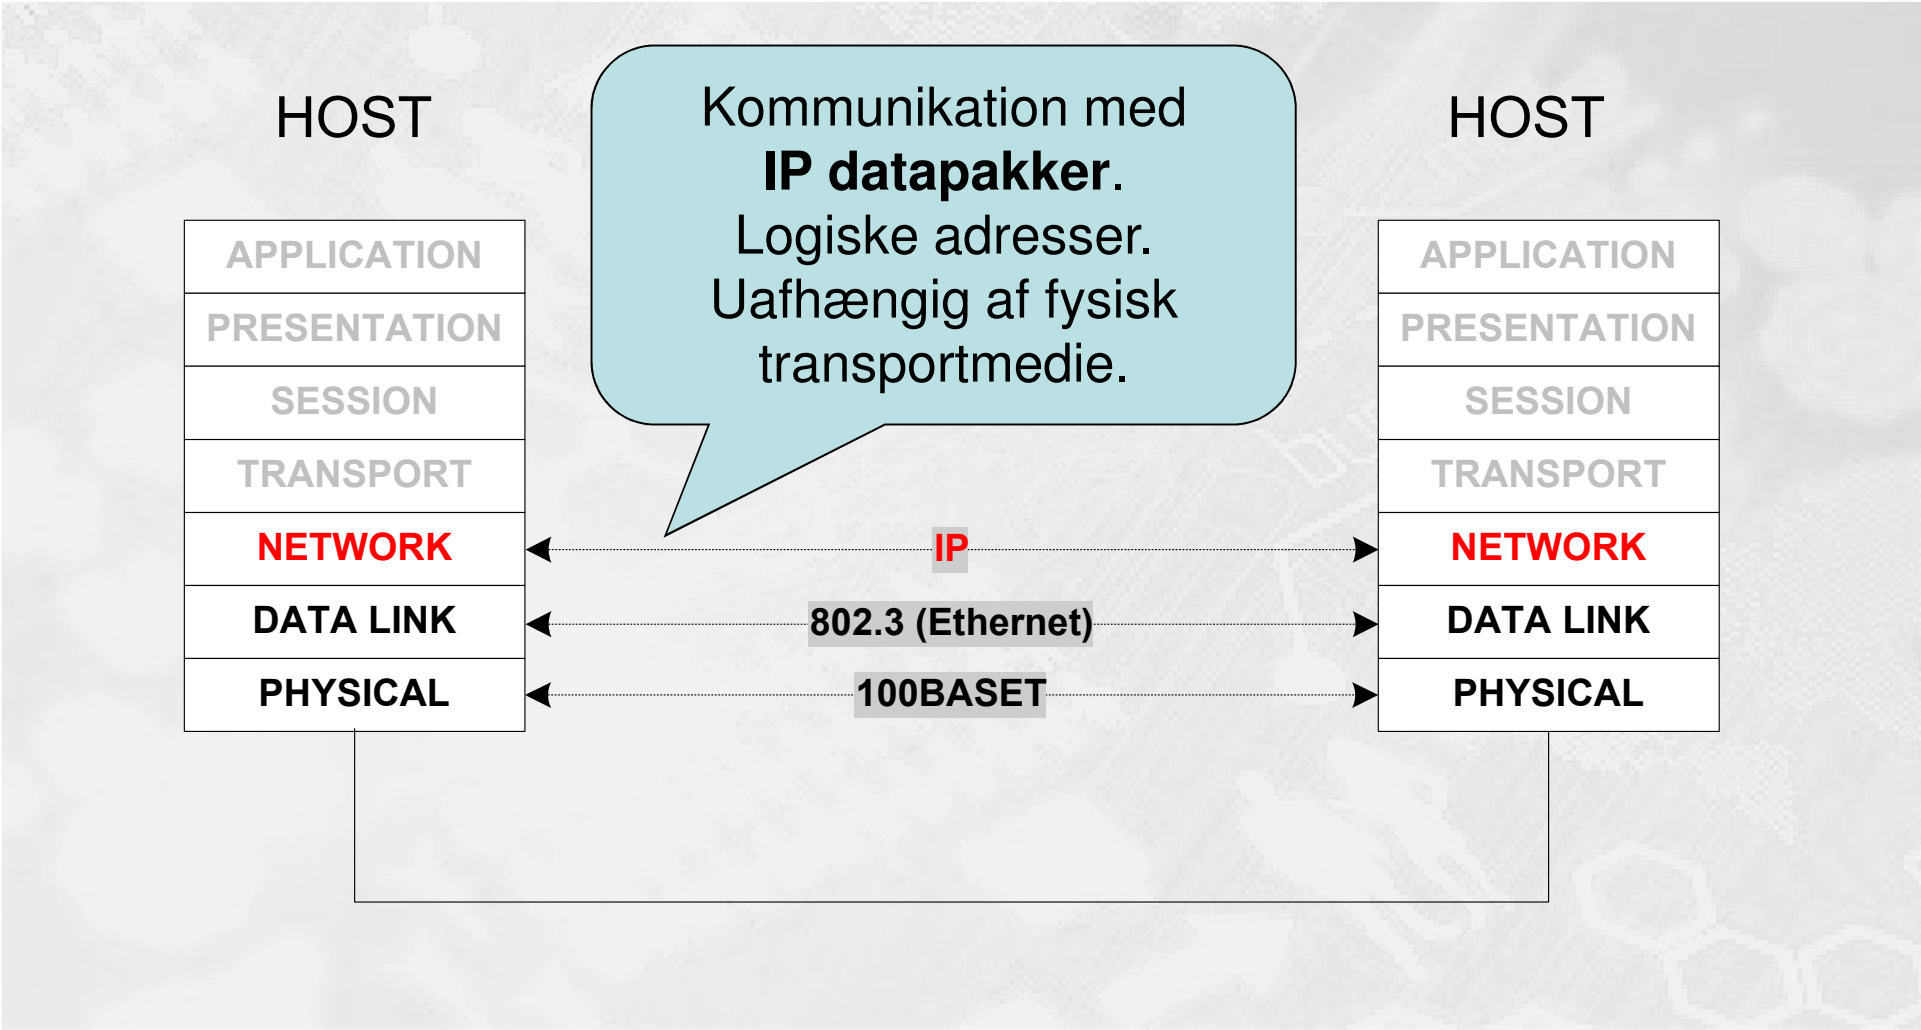 HOST
Kommunikation med
IP datapakker.
Logiske adresser.
Uafhængig af fysisk
transportmedie.
HOST
APPLICATION
PRESENTATION
SESSION
TRANSPORT
NETWORK
DATA LINK
PHYSICAL
IP
802.3 (Ethernet)
100BASET
APPLICATION
PRESENTATION
SESSION
TRANSPORT
NETWORK
DATA LINK
PHYSICAL